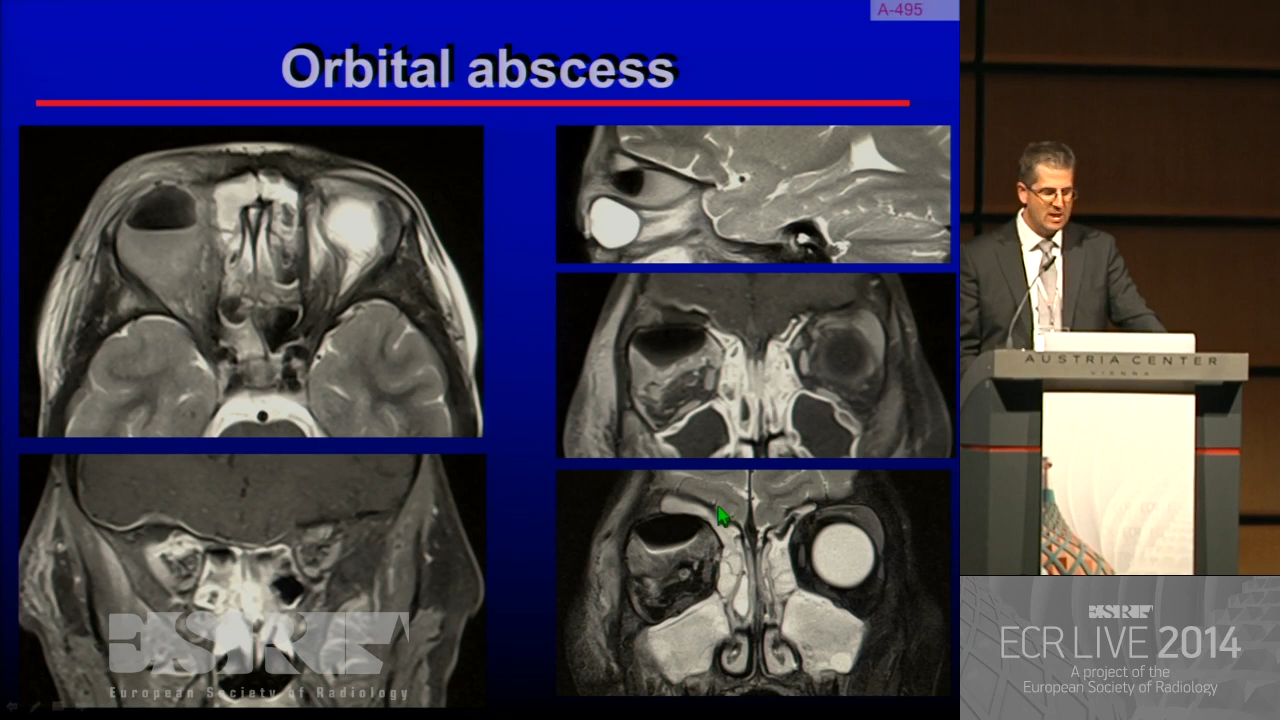 A-495
Orbital abscess
AUSTRIA CENTER
VIENNA
ESR
European Society of Radiology
ESR
ECR LIVE 2014
A project of the
European Society of Radiology